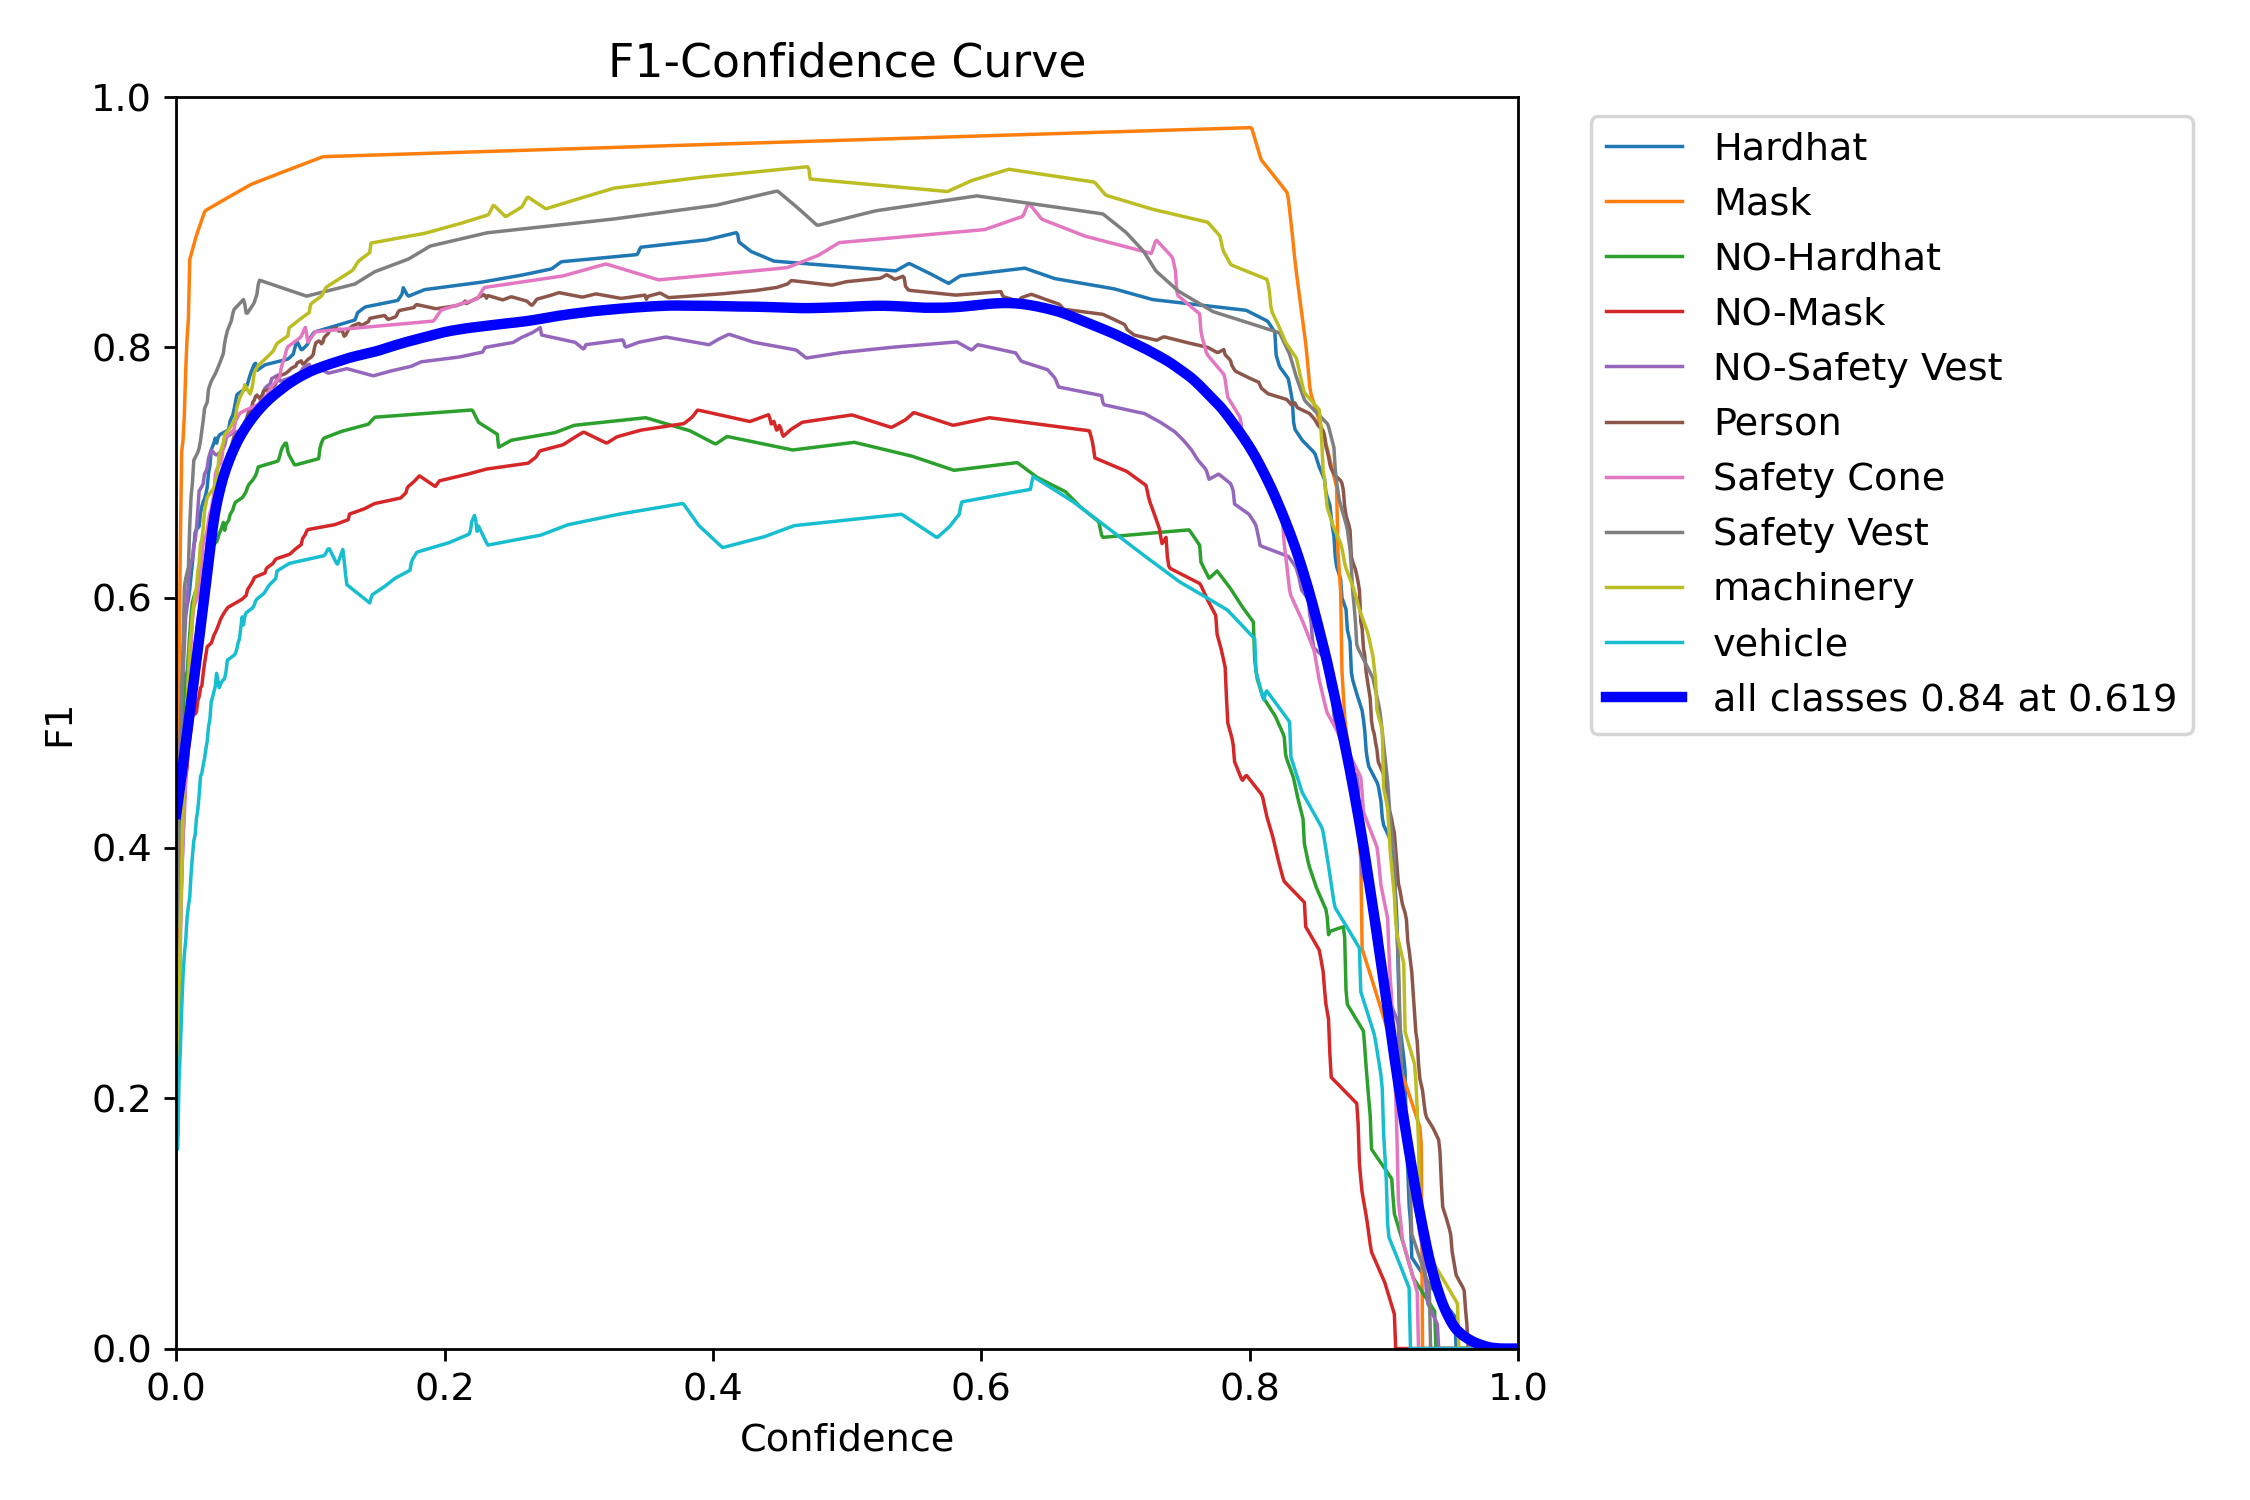 F1-Confidence Curve
1.0
0.8
0.6
0.4
0.2
0.0
F1
0.0 0.2 0.4 0.6 0.8 1.0
Confidence
Hardhat
Mask
NO-Hardhat
NO-Mask
NO-Safety Vest
Person
Safety Cone
Safety Vest
machinery
vehicle
all classes 0.84 at 0.619